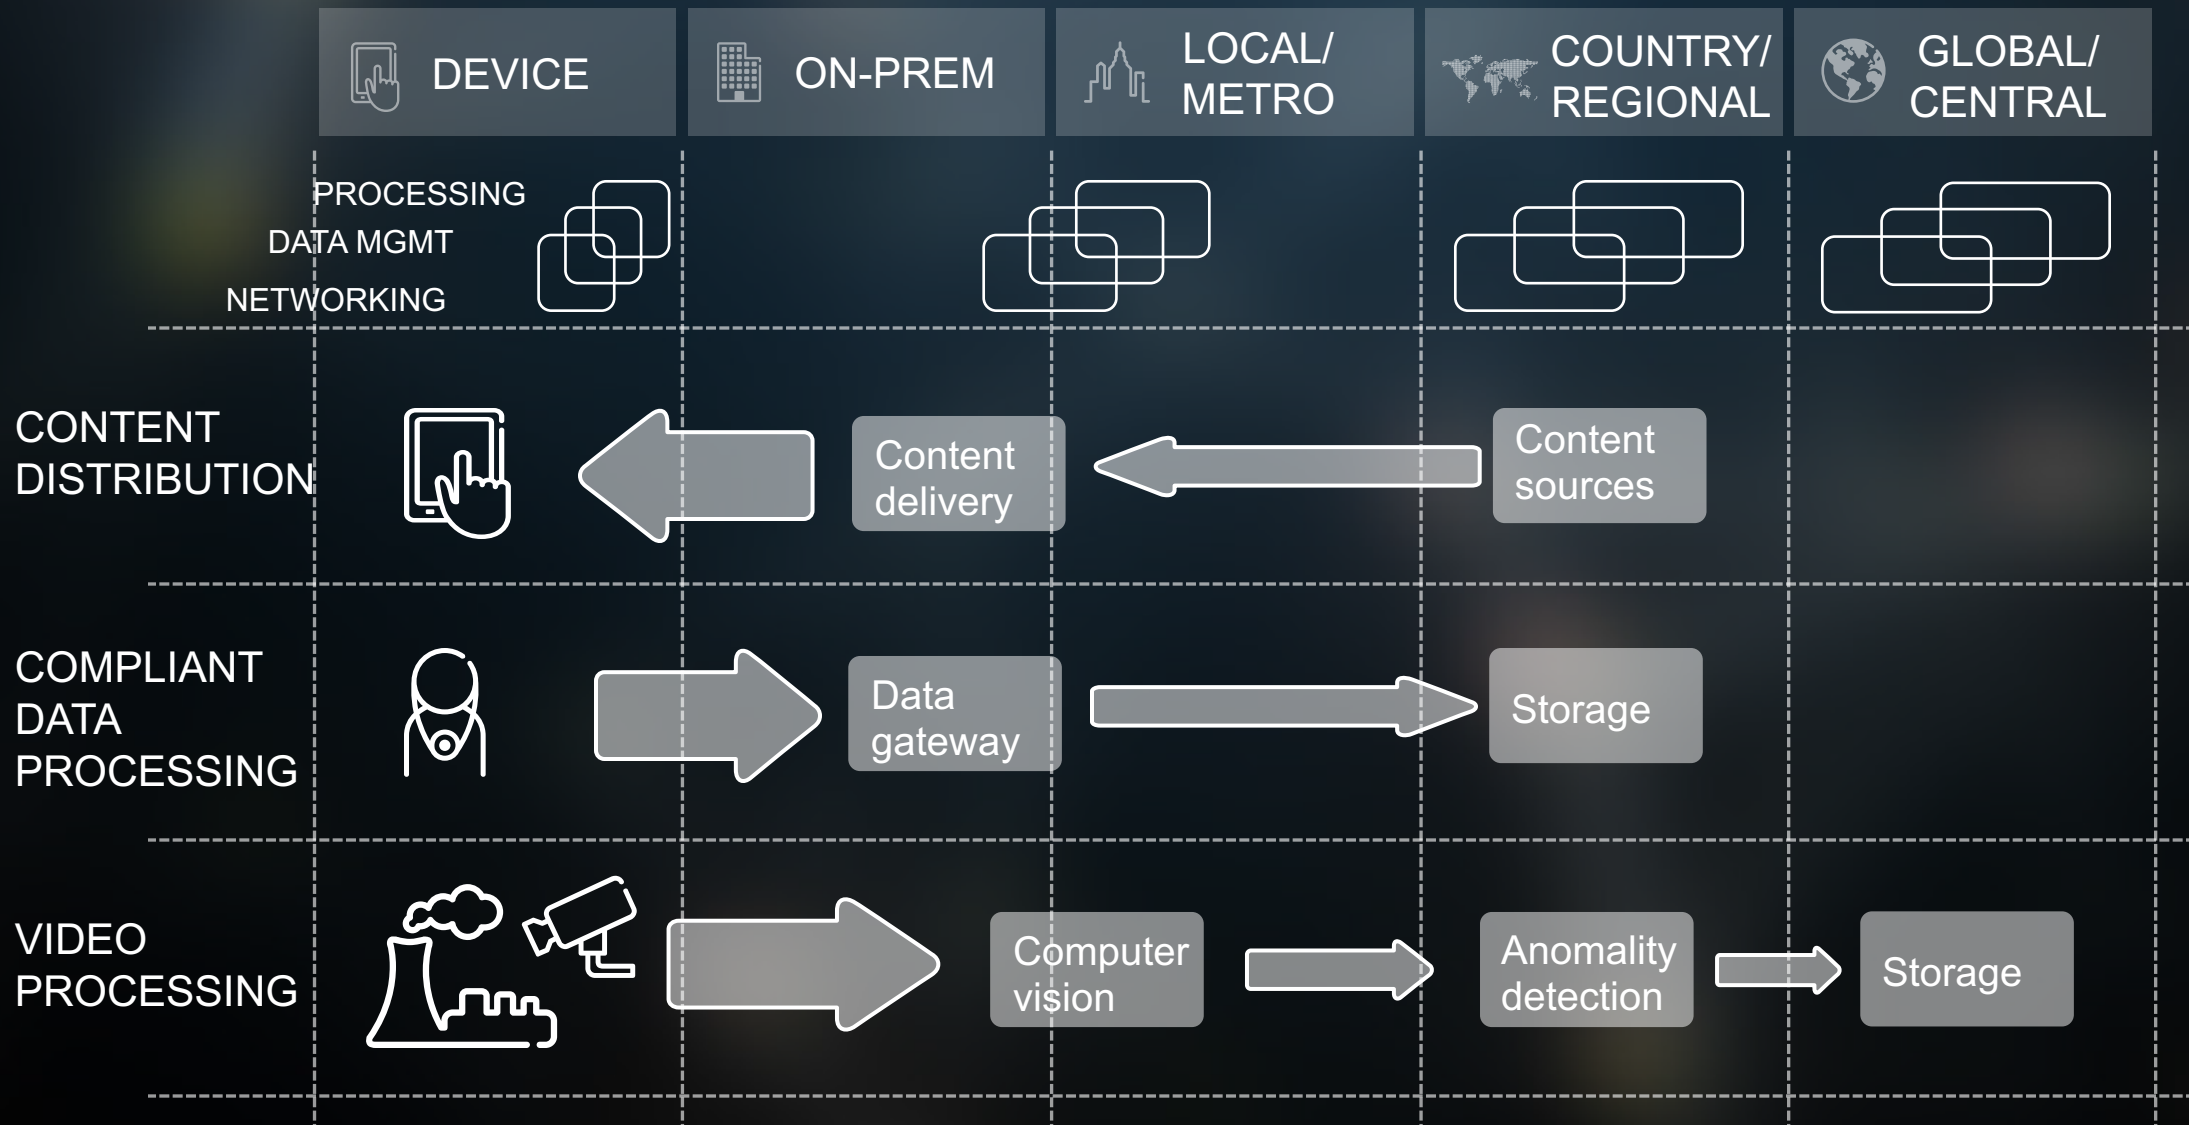 DEVICE
ON-PREM
LOCAL/
METRO
COUNTRY/
REGIONAL
GLOBAL/
CENTRAL
PROCESSING
DATA MGMT
NETWORKING
CONTENT
DISTRIBUTION
Content
delivery
Content
sources
COMPLIANT
DATA
PROCESSING
Data
gateway
Storage
VIDEO
PROCESSING
Computer
vision
Anomality
detection
Storage